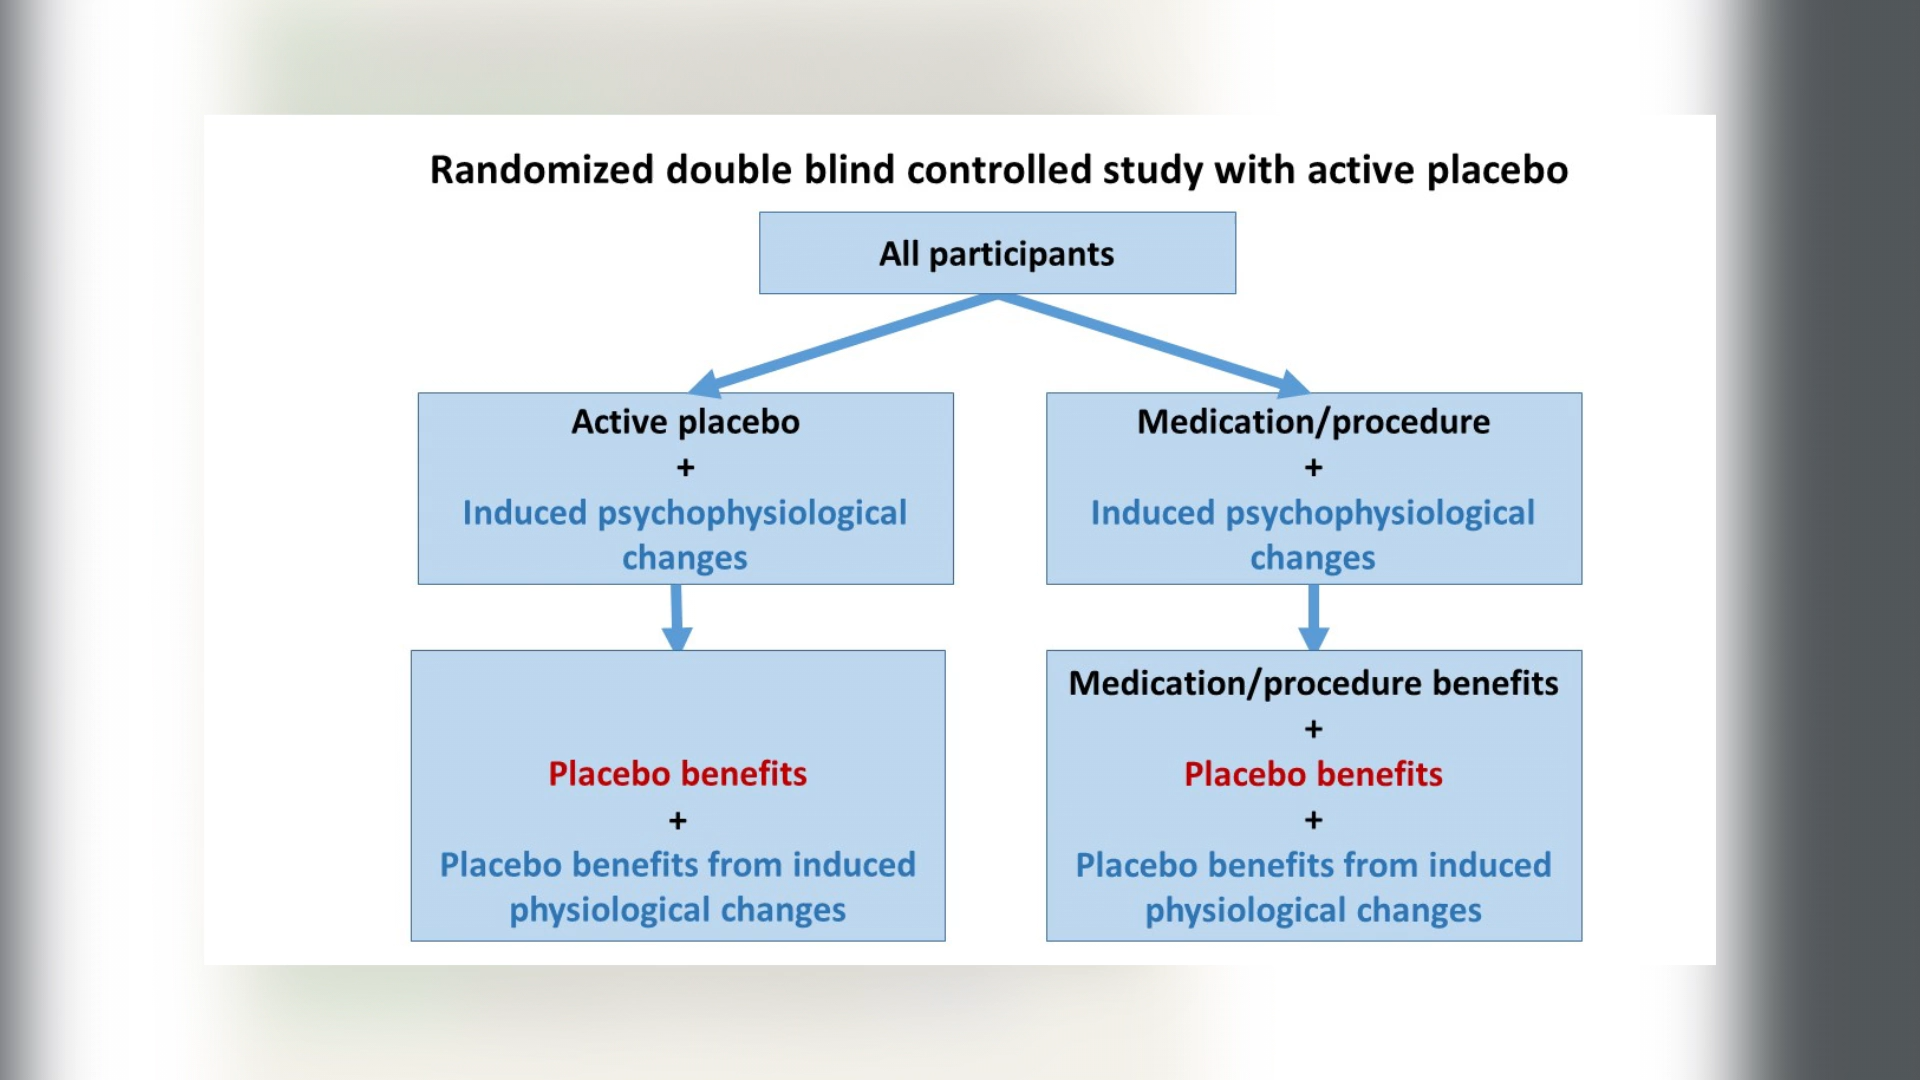 Randomized double blind controlled study with active placebo
All participants
Active placebo
+
Induced psychophysiological
changes
Medication/procedure
+
Induced psychophysiological
changes
Placebo benefits
+
Placebo benefits from induced
physiological changes
Medication/procedure benefits
+
Placebo benefits
+
Placebo benefits from induced
physiological changes